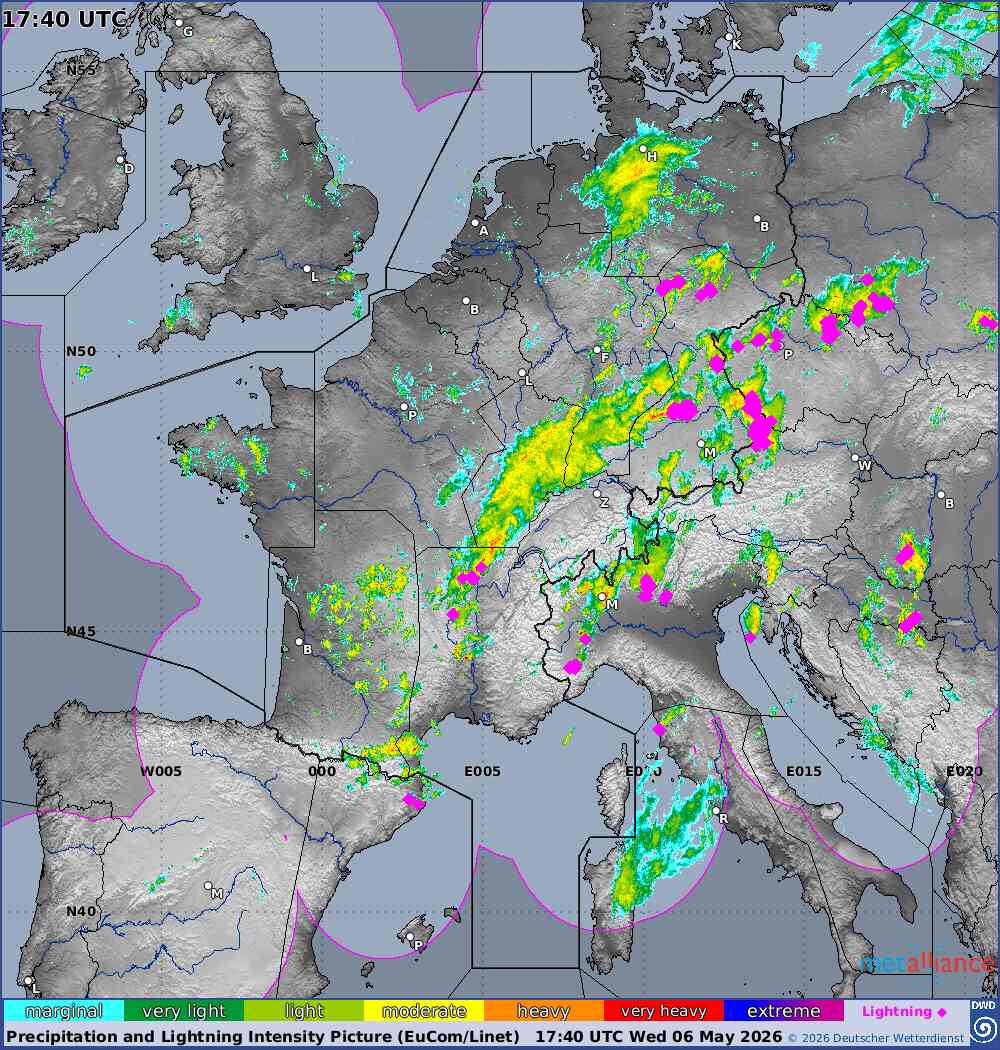 17:40 UTC
G
K
N55
D
H
A
B
L
B
N50
F
P
L
P
M
W
Z
B
M
N45
B
W005
000
E005
E010
E015
E020
R
M
N40
P
L
metalliance
marginal very light light moderate heavy very heavy extreme Lightning
DWD
Precipitation and Lightning Intensity Picture (EuCom/Linet) 17:40 UTC Wed 06 May 2026 © 2026 Deutscher Wetterdienst